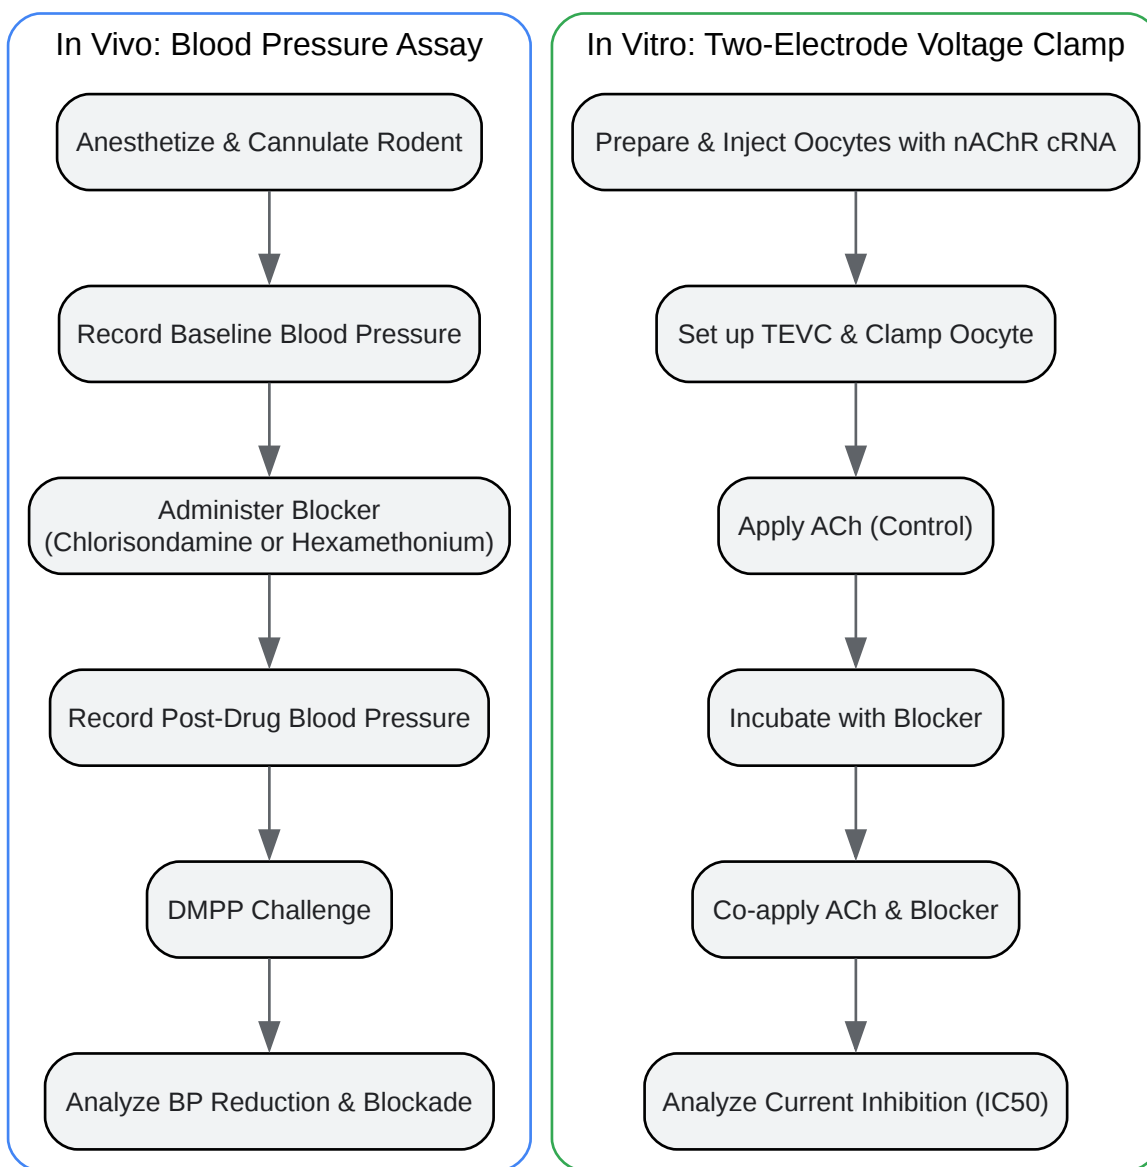 In Vivo: Blood Pressure Assay
Anesthetize & Cannulate Rodent
Record Baseline Blood Pressure
Administer Blocker
(Chlorisondamine or Hexamethonium)
Record Post-Drug Blood Pressure
DMPP Challenge
Analyze BP Reduction & Blockade
In Vitro: Two-Electrode Voltage Clamp
Prepare & Inject Oocytes with nAChR cRNA
Set up TEVC & Clamp Oocyte
Apply ACh (Control)
Incubate with Blocker
Co-apply ACh & Blocker
Analyze Current Inhibition (IC50)